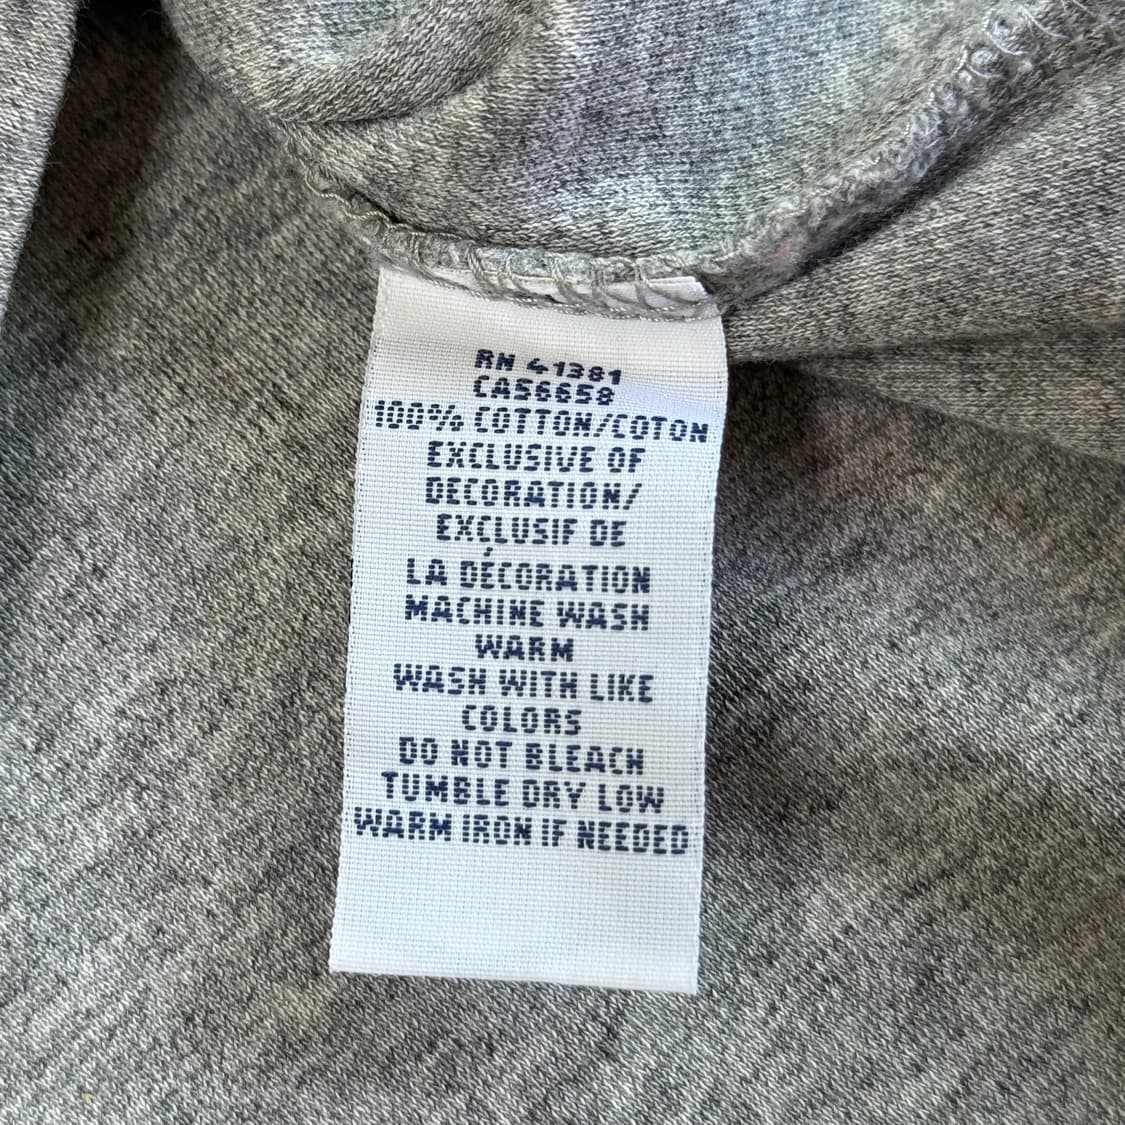 RN 41381
CA56658
100% COTTON/COTON
EXCLUSIVE OF
DECORATION/
EXCLUSIF DE
LA DÉCORATION
MACHINE WASH
WARM
WASH WITH LIKE
COLORS
DO NOT BLEACH
TUMBLE DRY LOW
WARM IRON IF NEEDED